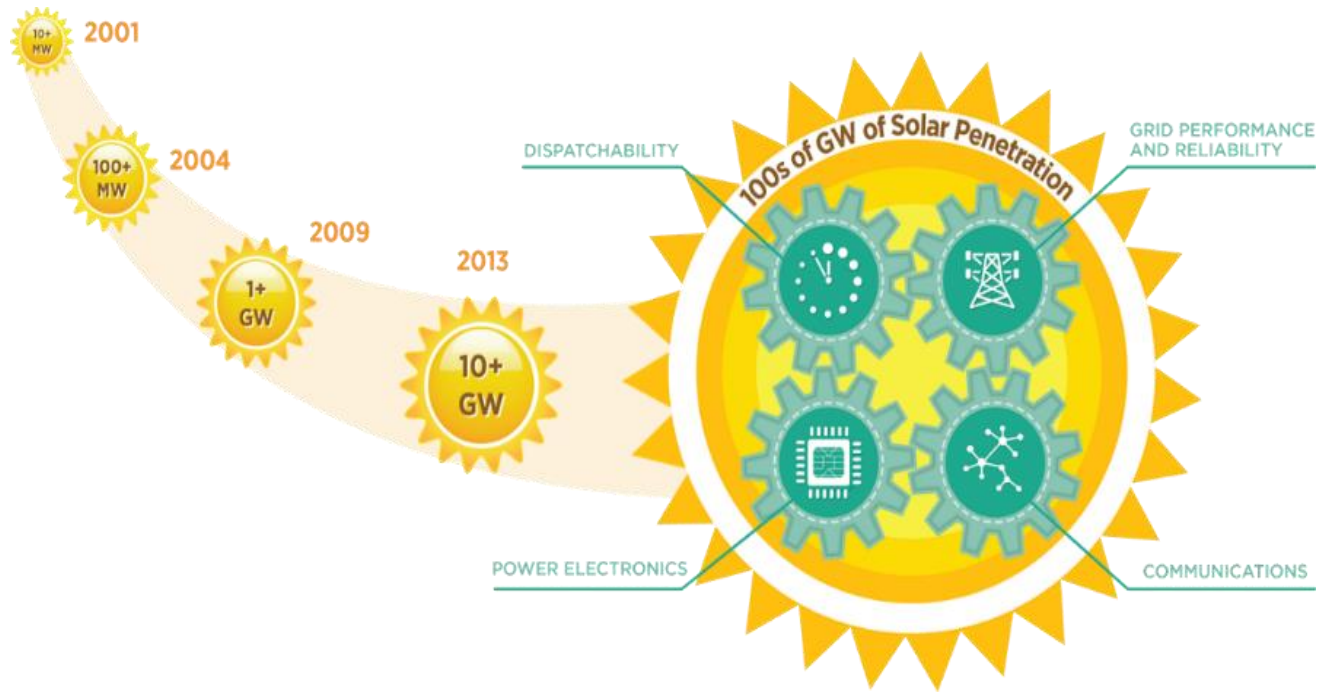 10+
MW
2001
100+
MW
2004
1+
GW
2009
10+
GW
2013
100s of GW of Solar Penetration
DISPATCHABILITY
GRID PERFORMANCE
AND RELIABILITY
POWER ELECTRONICS
COMMUNICATIONS